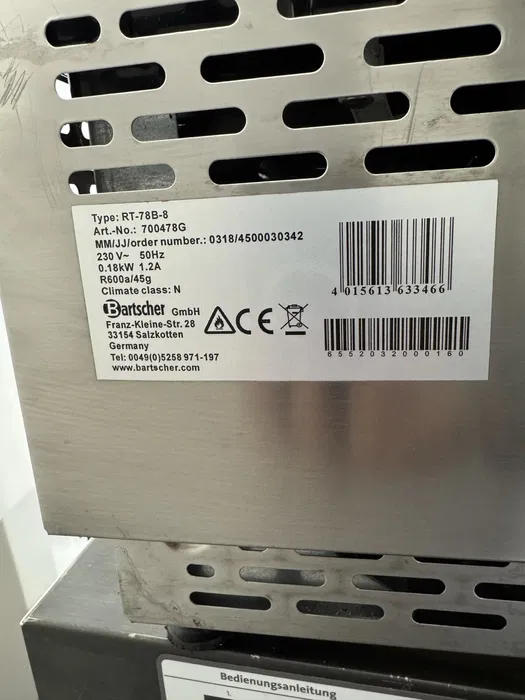 Type: RT-78B-8
Art.-No.: 700478G
MM/JJ/order number.: 0318/4500030342
230 V~ 50Hz
0.18kW 1.2A
R600a/45g
Climate class: N
Bartscher GmbH
Franz-Kleine-Str. 28
33154 Salzkotten
Germany
Tel: 0049(0)5258 971-197
www.bartscher.com
CE
4 015613 633466
6552032000160
Bedienungsanleitung
1.